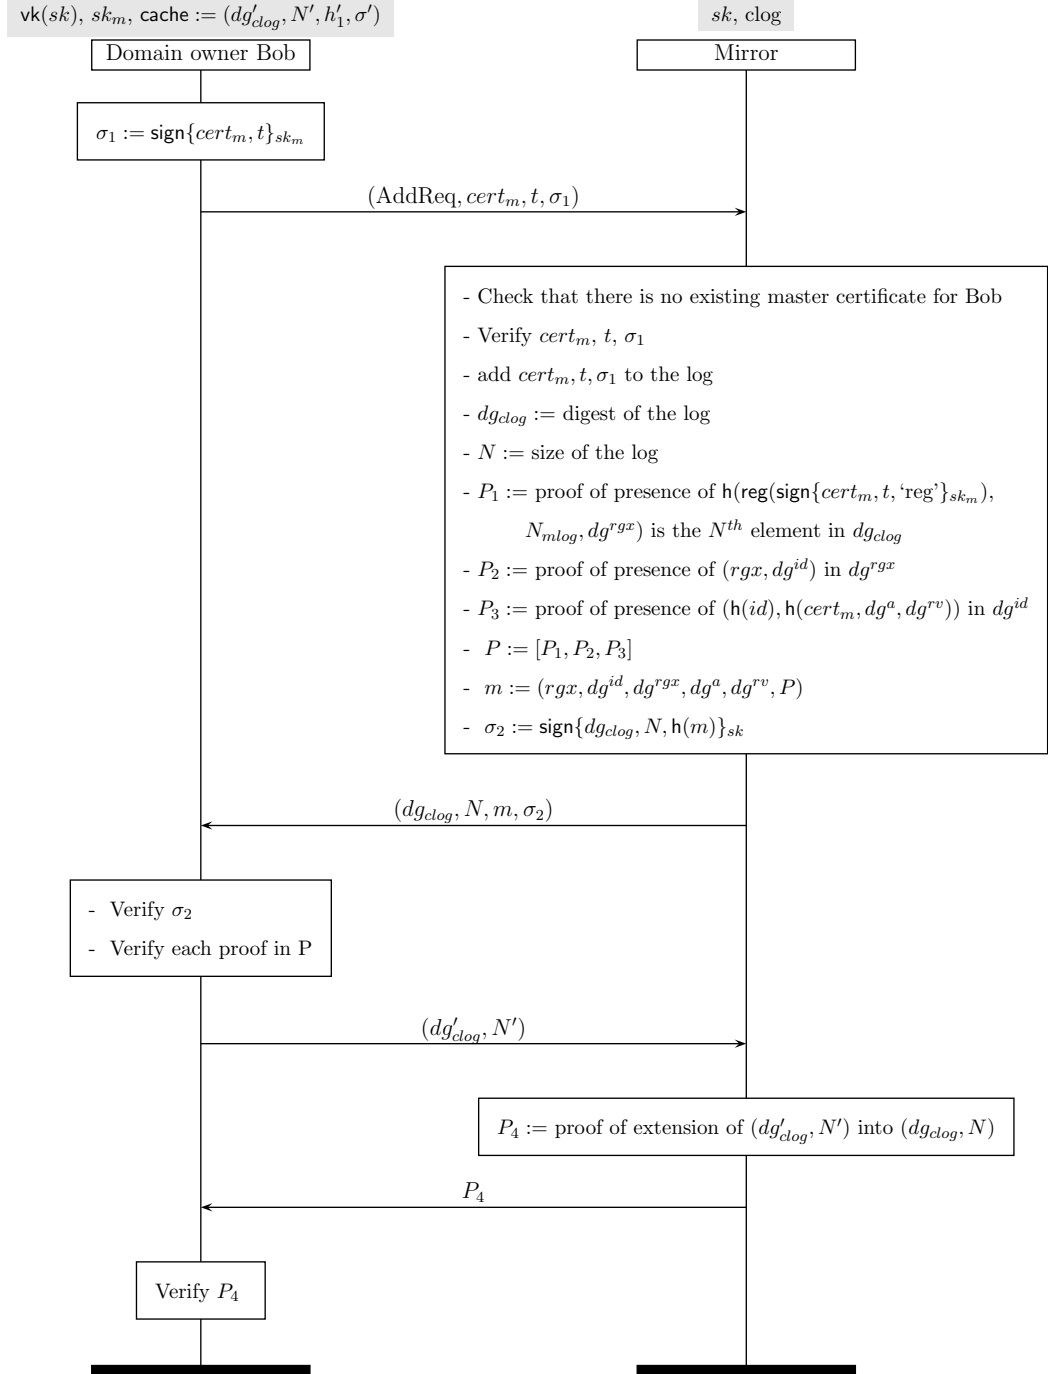 vk(sk), sk_m, cache := (dg′_clog, N′, h′_1, σ′)
sk, clog
Domain owner Bob
Mirror
σ_1 := sign{cert_m, t}_{sk_m}
(AddReq, cert_m, t, σ_1)
- Check that there is no existing master certificate for Bob
- Verify cert_m, t, σ_1
- add cert_m, t, σ_1 to the log
- dg_clog := digest of the log
- N := size of the log
- P_1 := proof of presence of h(reg(sign{cert_m, t, ‘reg’}_{sk_m}),
N_mlog, dg^rgx) is the N^th element in dg_clog
- P_2 := proof of presence of (rgx, dg^id) in dg^rgx
- P_3 := proof of presence of (h(id), h(cert_m, dg^a, dg^rv)) in dg^id
- P := [P_1, P_2, P_3]
- m := (rgx, dg^id, dg^rgx, dg^a, dg^rv, P)
- σ_2 := sign{dg_clog, N, h(m)}_sk
(dg_clog, N, m, σ_2)
- Verify σ_2
- Verify each proof in P
(dg′_clog, N′)
P_4 := proof of extension of (dg′_clog, N′) into (dg_clog, N)
P_4
Verify P_4